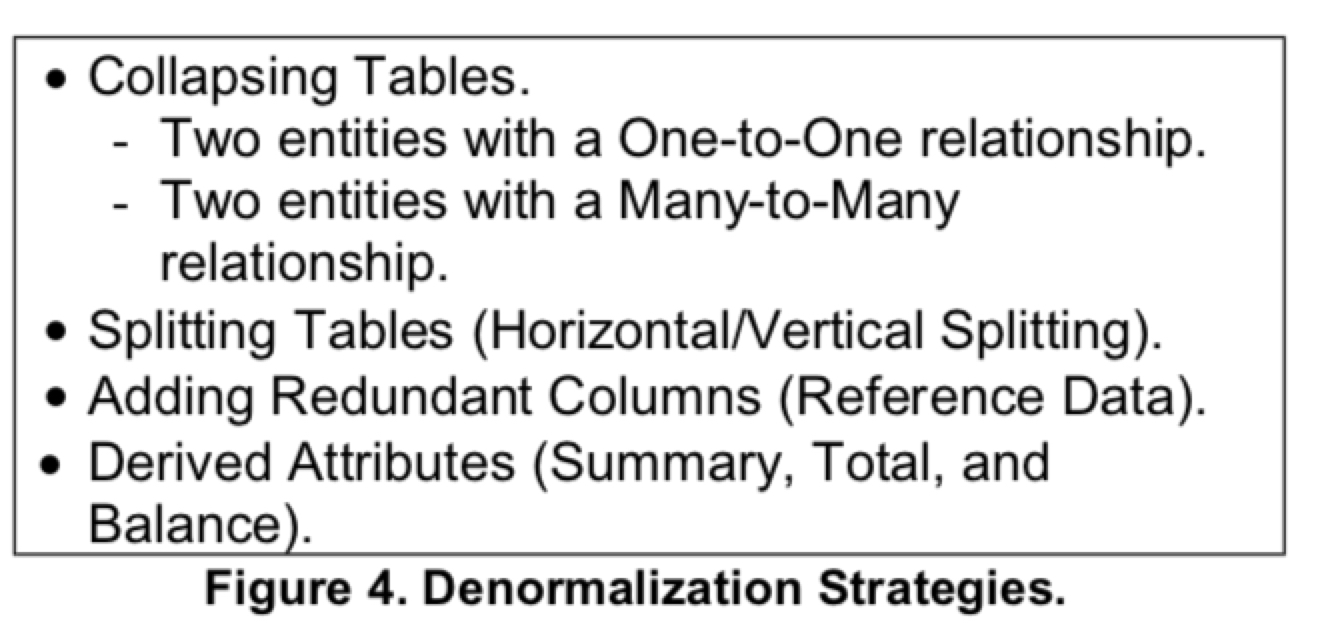 • Collapsing Tables.
- Two entities with a One-to-One relationship.
- Two entities with a Many-to-Many
relationship.
• Splitting Tables (Horizontal/Vertical Splitting).
• Adding Redundant Columns (Reference Data).
• Derived Attributes (Summary, Total, and
Balance).
Figure 4. Denormalization Strategies.